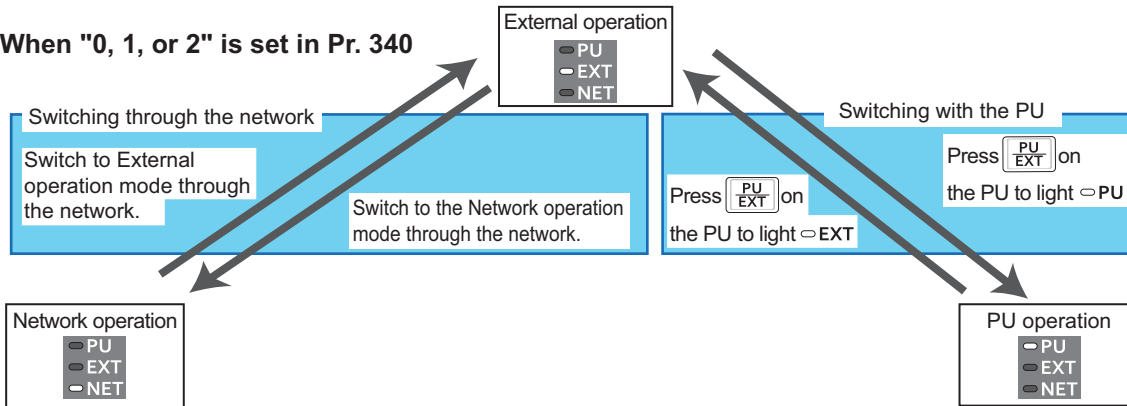 When "0, 1, or 2" is set in Pr. 340
External operation
PU
EXT
NET
Switching through the network
Switch to External
operation mode through
the network.
Switch to the Network operation
mode through the network.
Switching with the PU
Press PU/EXT on
the PU to light EXT
Press PU/EXT on
the PU to light PU
Network operation
PU
EXT
NET
PU operation
PU
EXT
NET